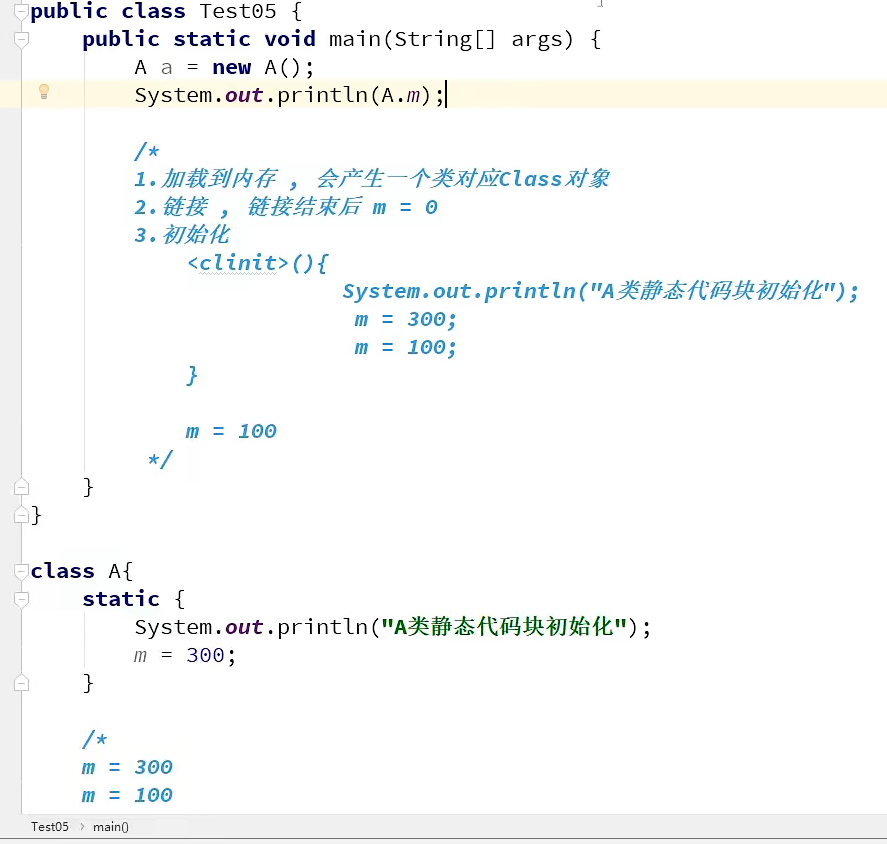 public class Test05 {
    public static void main(String[] args) {
        A a = new A();
        System.out.println(A.m);
        /*
        1.加载到内存 , 会产生一个类对应Class对象
        2.链接 , 链接结束后 m = 0
        3.初始化
            <clinit>(){
                        System.out.println("A类静态代码块初始化");
                         m = 300;
                         m = 100;
            }
            m = 100
         */
    }
}
class A{
    static {
        System.out.println("A类静态代码块初始化");
        m = 300;
    }
    /*
    m = 300
    m = 100
Test05 › main()